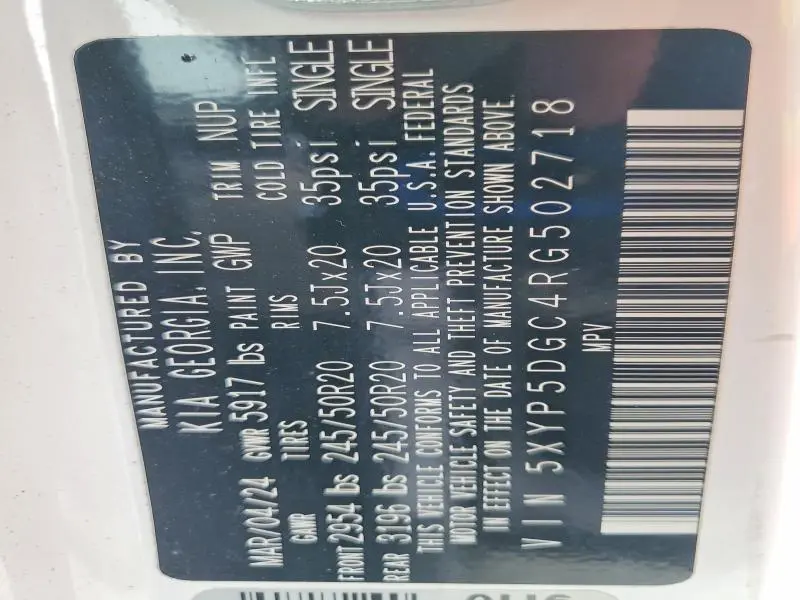 MANUFACTURED BY
KIA GEORGIA, INC.
MAR/04/24 GVWR 5917 lbs PAINT GWP TRIM NUP
GAWR TIRES RIMS COLD TIRE INFL
FRONT 2954 lbs 245/50R20 7.5Jx20 35psi SINGLE
REAR 3196 lbs 245/50R20 7.5Jx20 35psi SINGLE
THIS VEHICLE CONFORMS TO ALL APPLICABLE U.S.A. FEDERAL
MOTOR VEHICLE SAFETY AND THEFT PREVENTION STANDARDS
IN EFFECT ON THE DATE OF MANUFACTURE SHOWN ABOVE.
VIN 5XYP5DGC4RG502718
MPV